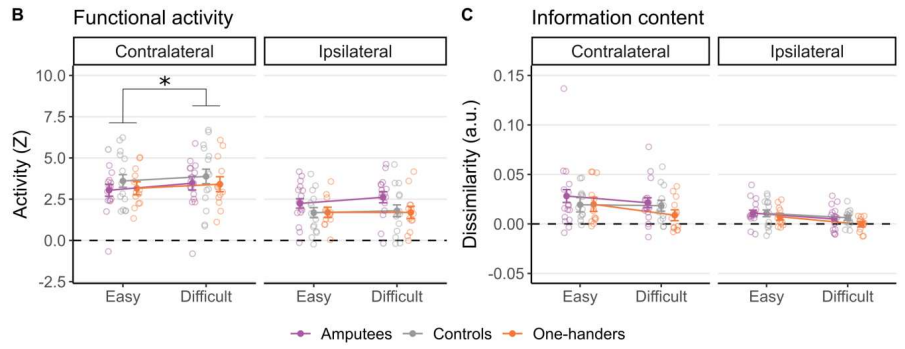 B Functional activity
Contralateral Ipsilateral
10.0
7.5
5.0
2.5
0.0
-2.5
Activity (Z)
*
Easy Difficult Easy Difficult
C Information content
Contralateral Ipsilateral
0.15
0.10
0.05
0.00
-0.05
Dissimilarity (a.u.)
Easy Difficult Easy Difficult
Amputees Controls One-handers